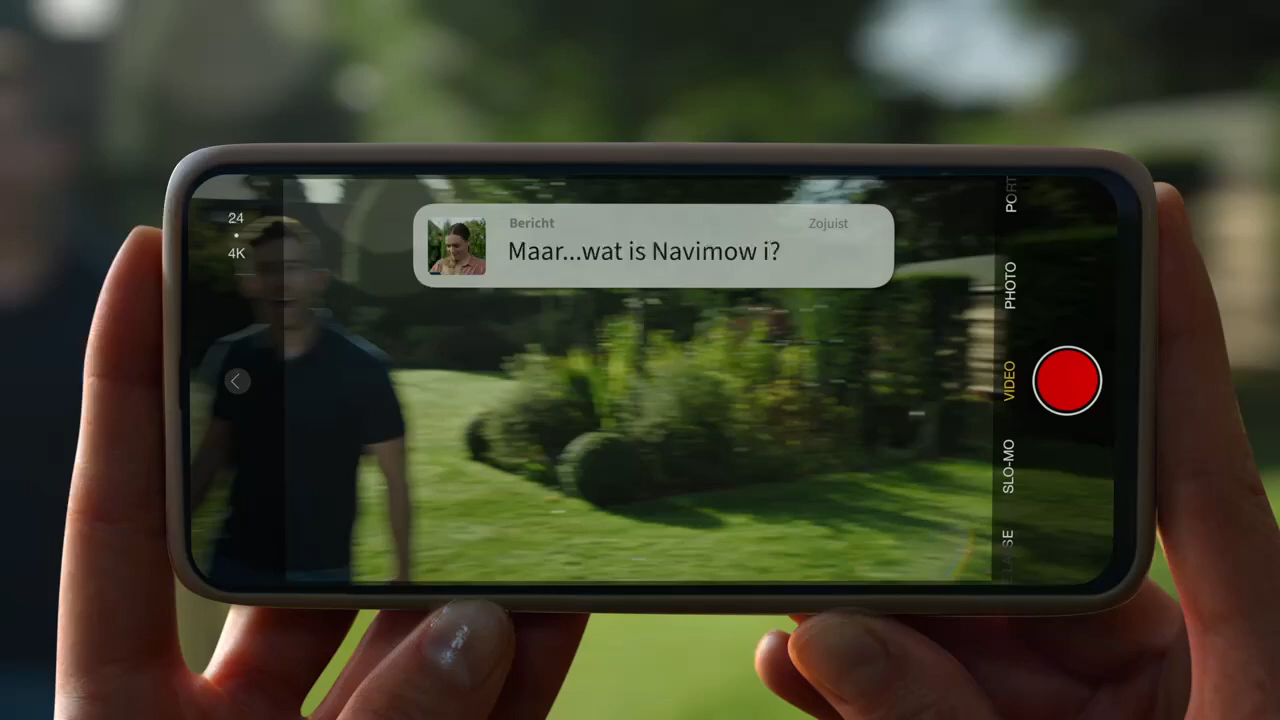 24
4K
Bericht
Zojuist
Maar...wat is Navimow i?
PORT
PHOTO
VIDEO
SLO-MO